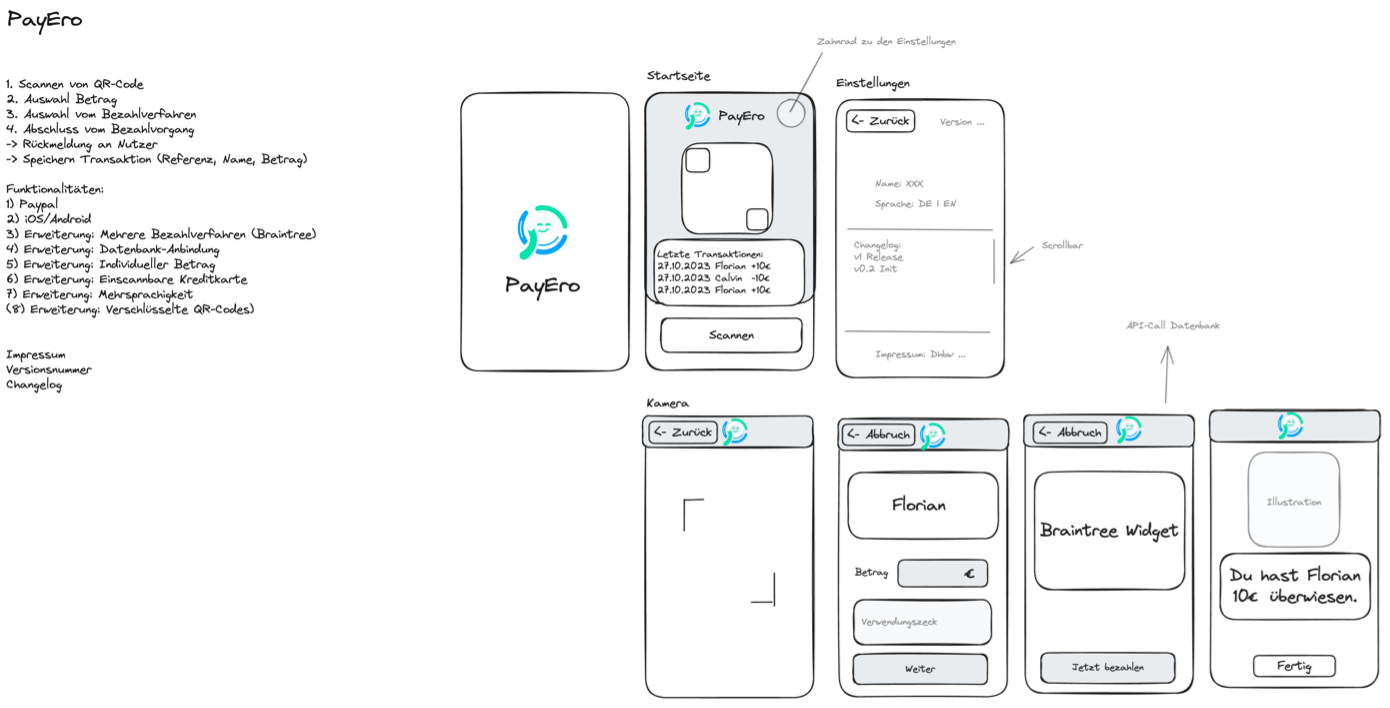 PayEro
1. Scannen von QR-Code
2. Auswahl Betrag
3. Auswahl vom Bezahlverfahren
4. Abschluss vom Bezahlvorgang
-> Rückmeldung an Nutzer
-> Speichern Transaktion (Referenz, Name, Betrag)
Funktionalitäten:
1) Paypal
2) iOS/Android
3) Erweiterung: Mehrere Bezahlverfahren (Braintree)
4) Erweiterung: Datenbank-Anbindung
5) Erweiterung: Individueller Betrag
6) Erweiterung: Einscannbare Kreditkarte
7) Erweiterung: Mehrsprachigkeit
(8) Erweiterung: Verschlüsselte QR-Codes)
Impressum
Versionsnummer
Changelog
PayEro
Zahnrad zu den Einstellungen
Startseite
PayEro
Letzte Transaktionen:
27.10.2023 Florian +10€
27.10.2023 Calvin -10€
27.10.2023 Florian +10€
Scannen
Einstellungen
<- Zurück
Version ...
Name: XXX
Sprache: DE | EN
Changelog:
v1 Release
v0.2 Init
Scrollbar
Impressum: Dhbw ...
API-Call Datenbank
Kamera
<- Zurück
<- Abbruch
Florian
Betrag
€
Verwendungszeck
Weiter
<- Abbruch
Braintree Widget
Jetzt bezahlen
Illustration
Du hast Florian
10€ überwiesen.
Fertig